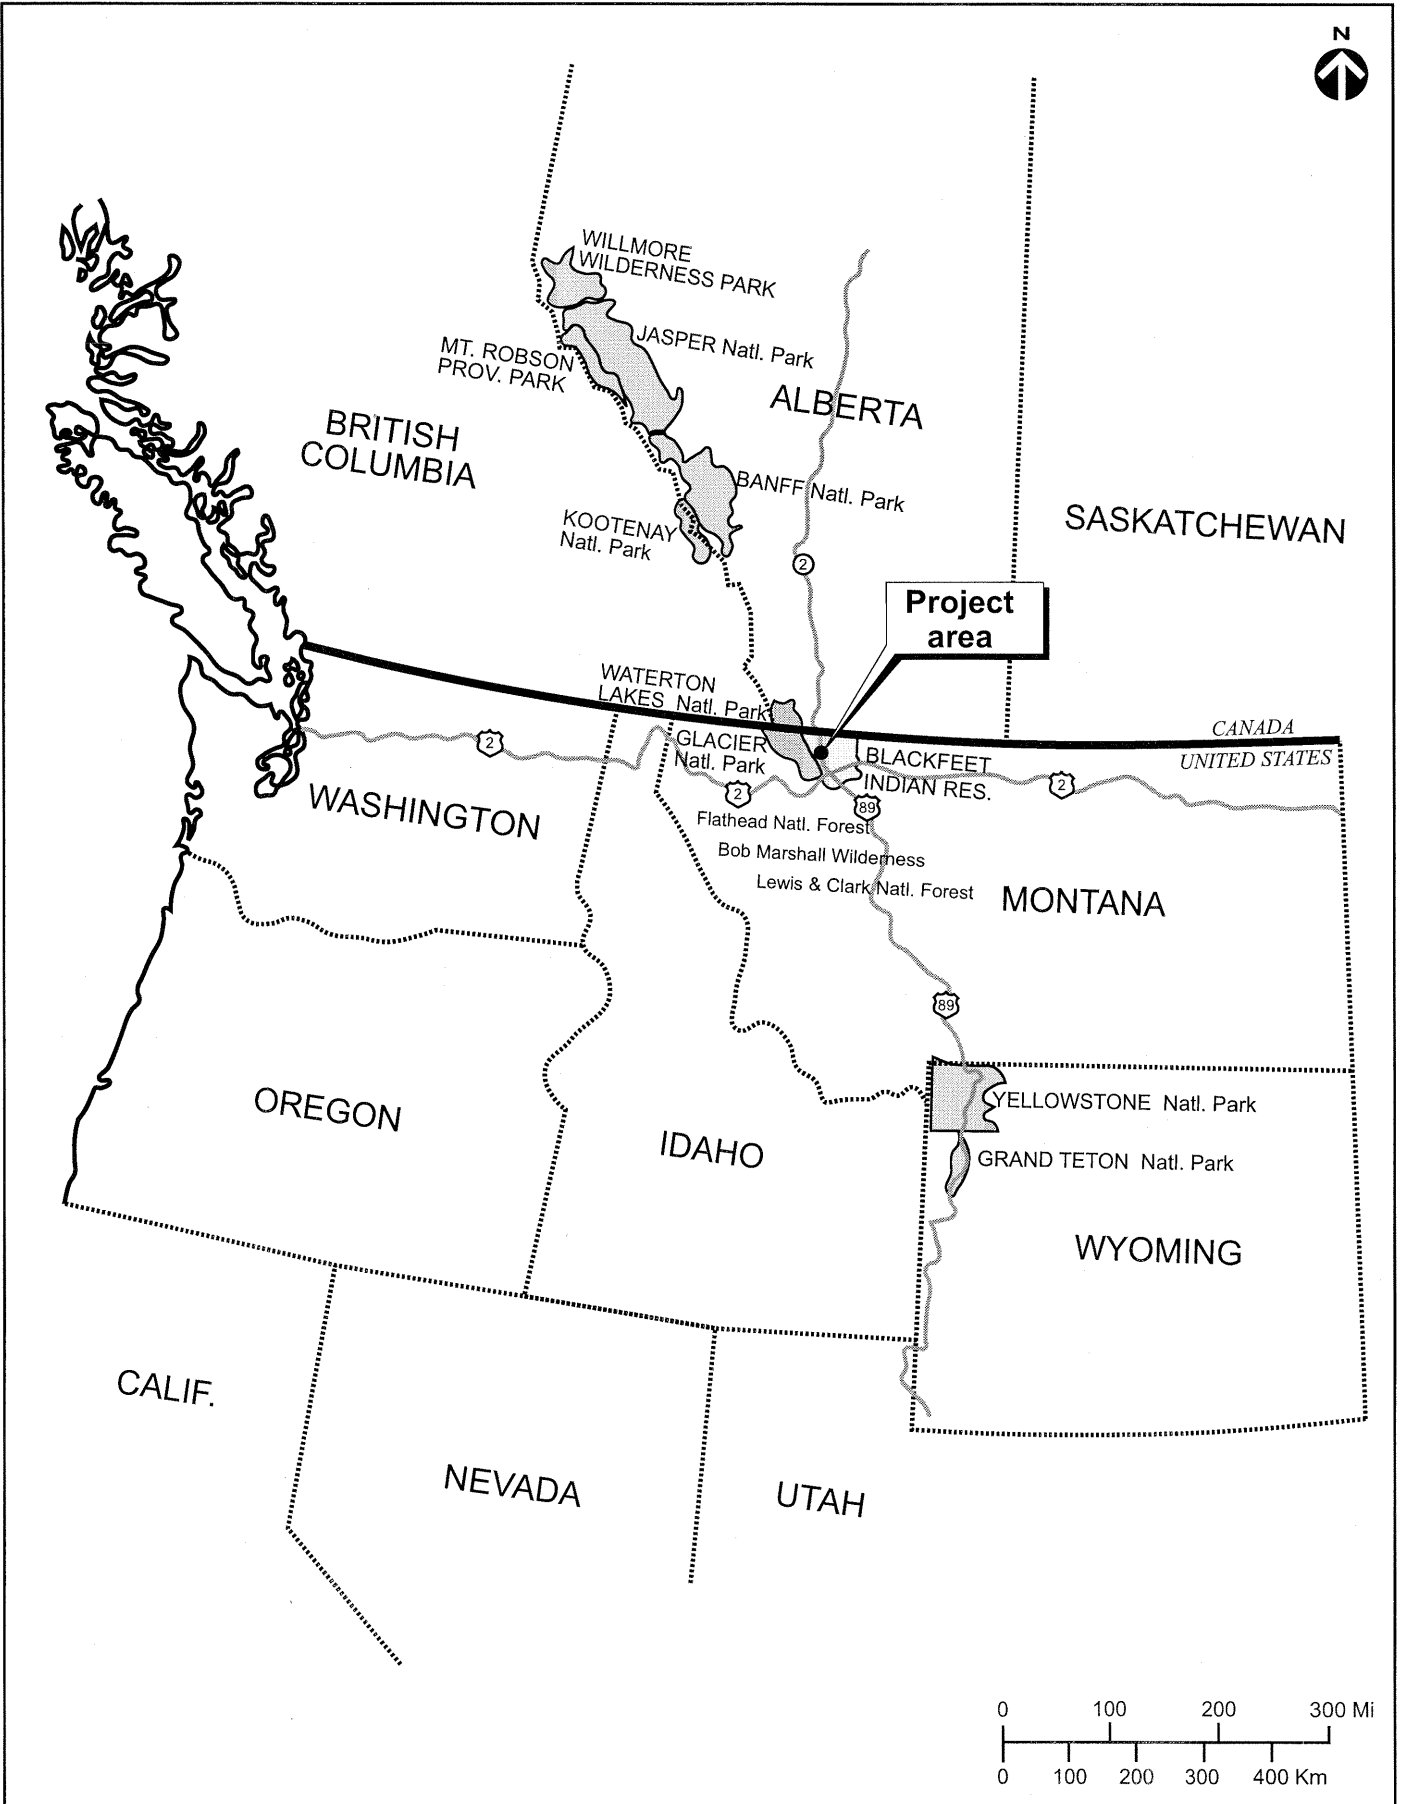 N
WILLMORE
WILDERNESS PARK
JASPER Natl. Park
MT. ROBSON
PROV. PARK
ALBERTA
BRITISH
COLUMBIA
BANFF Natl. Park
KOOTENAY
Natl. Park
SASKATCHEWAN
2
Project
area
WATERTON
LAKES Natl. Park
CANADA
UNITED STATES
2
GLACIER
Natl. Park
BLACKFEET
INDIAN RES.
2
2
89
WASHINGTON
Flathead Natl. Forest
Bob Marshall Wilderness
Lewis & Clark Natl. Forest
MONTANA
89
OREGON
IDAHO
YELLOWSTONE Natl. Park
GRAND TETON Natl. Park
WYOMING
CALIF.
NEVADA
UTAH
0 100 200 300 Mi
0 100 200 300 400 Km